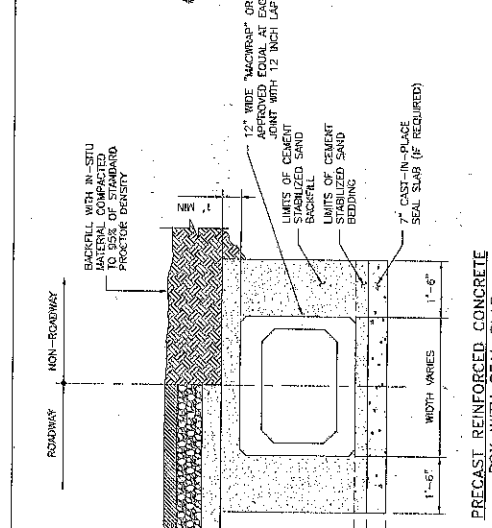 ROADWAY
NON-ROADWAY
BACKFILL WITH IN-SITU
MATERIAL COMPACTED
TO 95% OF STANDARD
PROCTOR DENSITY
1' MIN
12" WIDE "MACWRAP" OR
APPROVED EQUAL AT EAC
JOINT WITH 12 INCH LAP
LIMITS OF CEMENT
STABILIZED SAND
BACKFILL
LIMITS OF CEMENT
STABILIZED SAND
BEDDING
7" CAST-IN-PLACE
SEAL SLAB (IF REQUIRED)
1'-6"
WIDTH VARIES
1'-6"
PRECAST REINFORCED CONCRETE